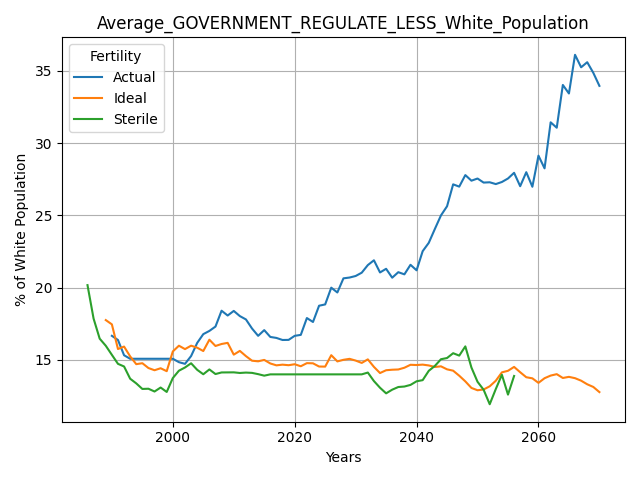 Average_GOVERNMENT_REGULATE_LESS_White_Population
Fertility
Actual
Ideal
Sterile
% of White Population
35
30
25
20
15
2000
2020
2040
2060
Years